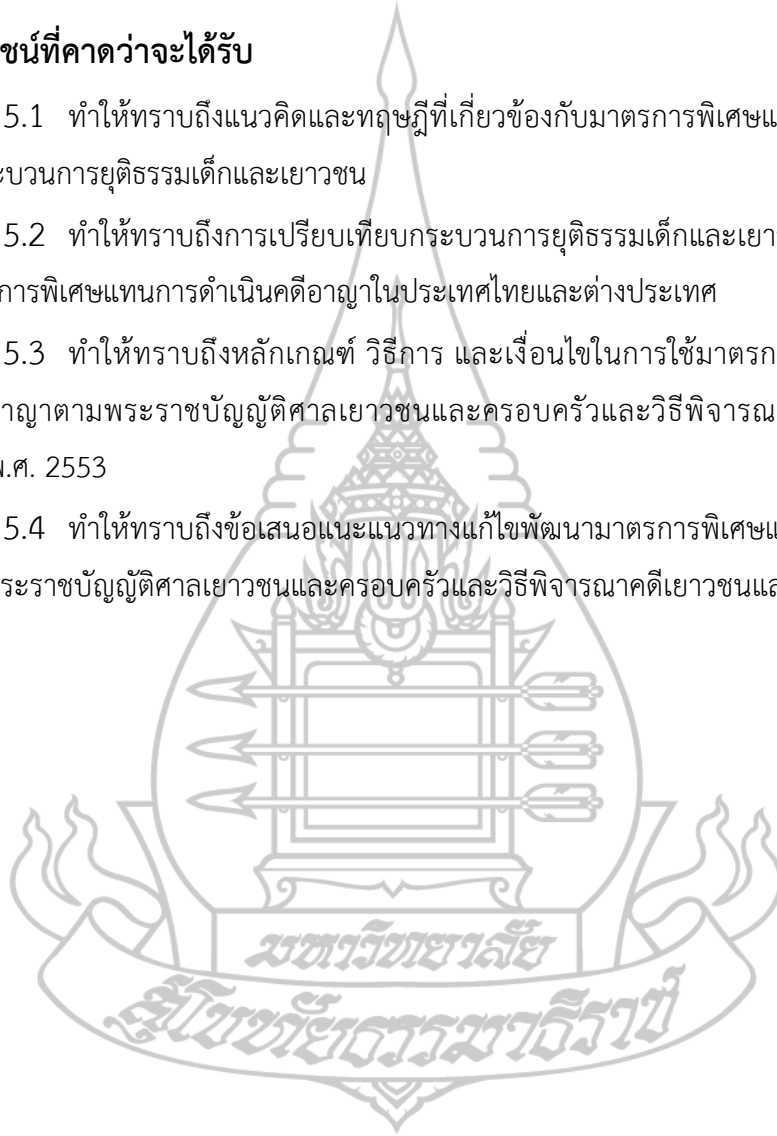 ชน์ที่คาดว่าจะได้รับ
5.1 ทำให้ทราบถึงแนวคิดและทฤษฎีที่เกี่ยวข้องกับมาตรการพิเศษแ
ะบวนการยุติธรรมเด็กและเยาวชน
5.2 ทำให้ทราบถึงการเปรียบเทียบกระบวนการยุติธรรมเด็กและเยา
การพิเศษแทนการดำเนินคดีอาญาในประเทศไทยและต่างประเทศ
5.3 ทำให้ทราบถึงหลักเกณฑ์ วิธีการ และเงื่อนไขในการใช้มาตรก
าญาตามพระราชบัญญัติศาลเยาวชนและครอบครัวและวิธีพิจารณ
พ.ศ. 2553
5.4 ทำให้ทราบถึงข้อเสนอแนะแนวทางแก้ไขพัฒนามาตรการพิเศษแ
ระราชบัญญัติศาลเยาวชนและครอบครัวและวิธีพิจารณาคดีเยาวชนแล
มหาวิทยาลัย
สุโขทัยธรรมาธิราช